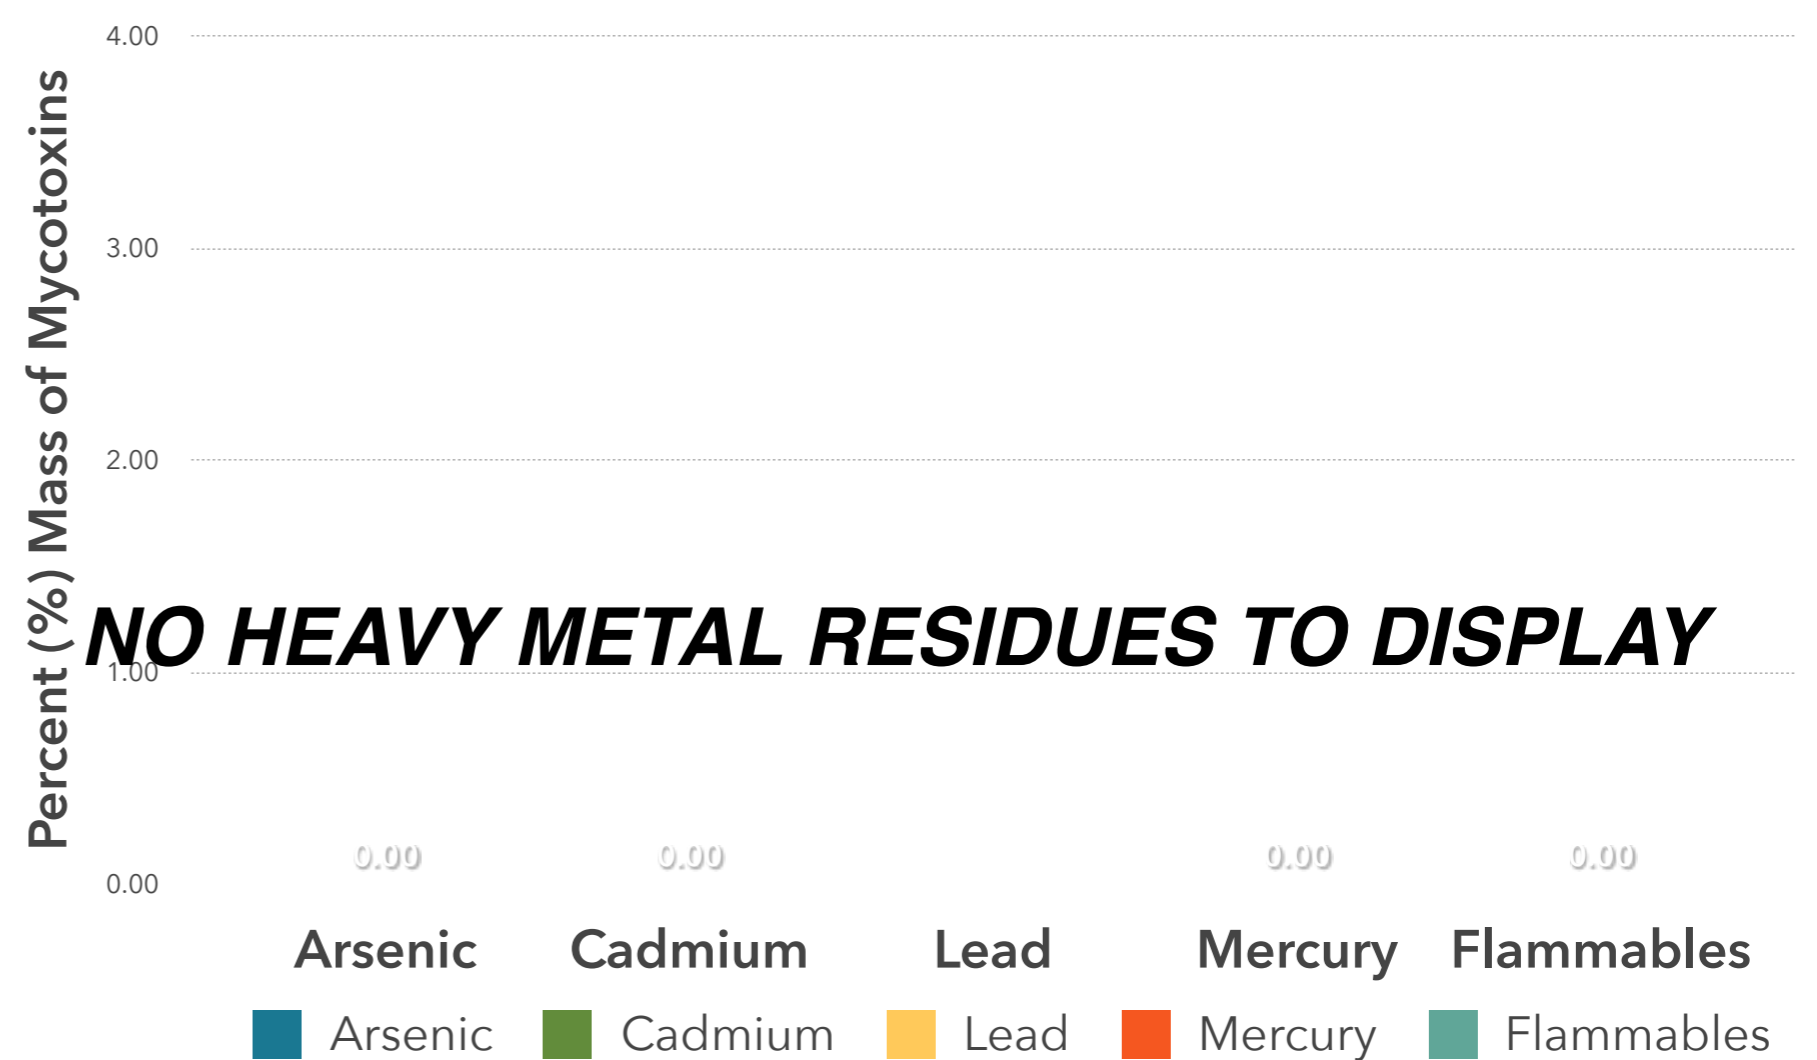 Percent (%) Mass of Mycotoxins
4.00
3.00
2.00
NO HEAVY METAL RESIDUES TO DISPLAY
1.00
0.00 0.00 0.00 0.00
0.00
Arsenic Cadmium Lead Mercury Flammables
Arsenic Cadmium Lead Mercury Flammables